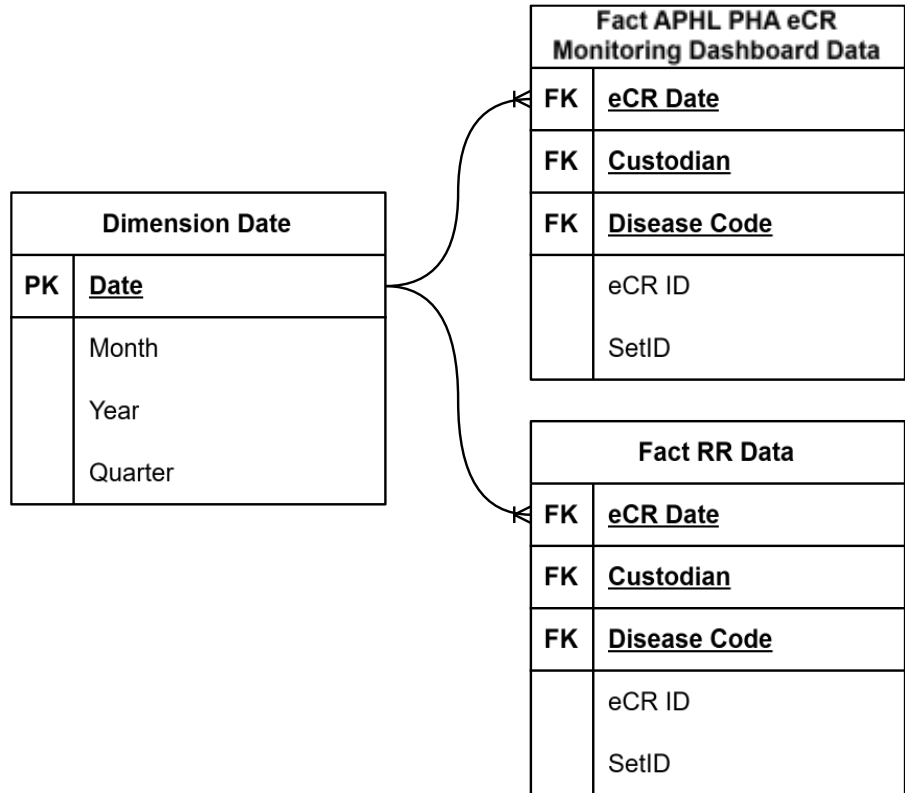 Fact APHL PHA eCR
Monitoring Dashboard Data
FK eCR Date
FK Custodian
FK Disease Code
eCR ID
SetID
Dimension Date
PK Date
Month
Year
Quarter
Fact RR Data
FK eCR Date
FK Custodian
FK Disease Code
eCR ID
SetID